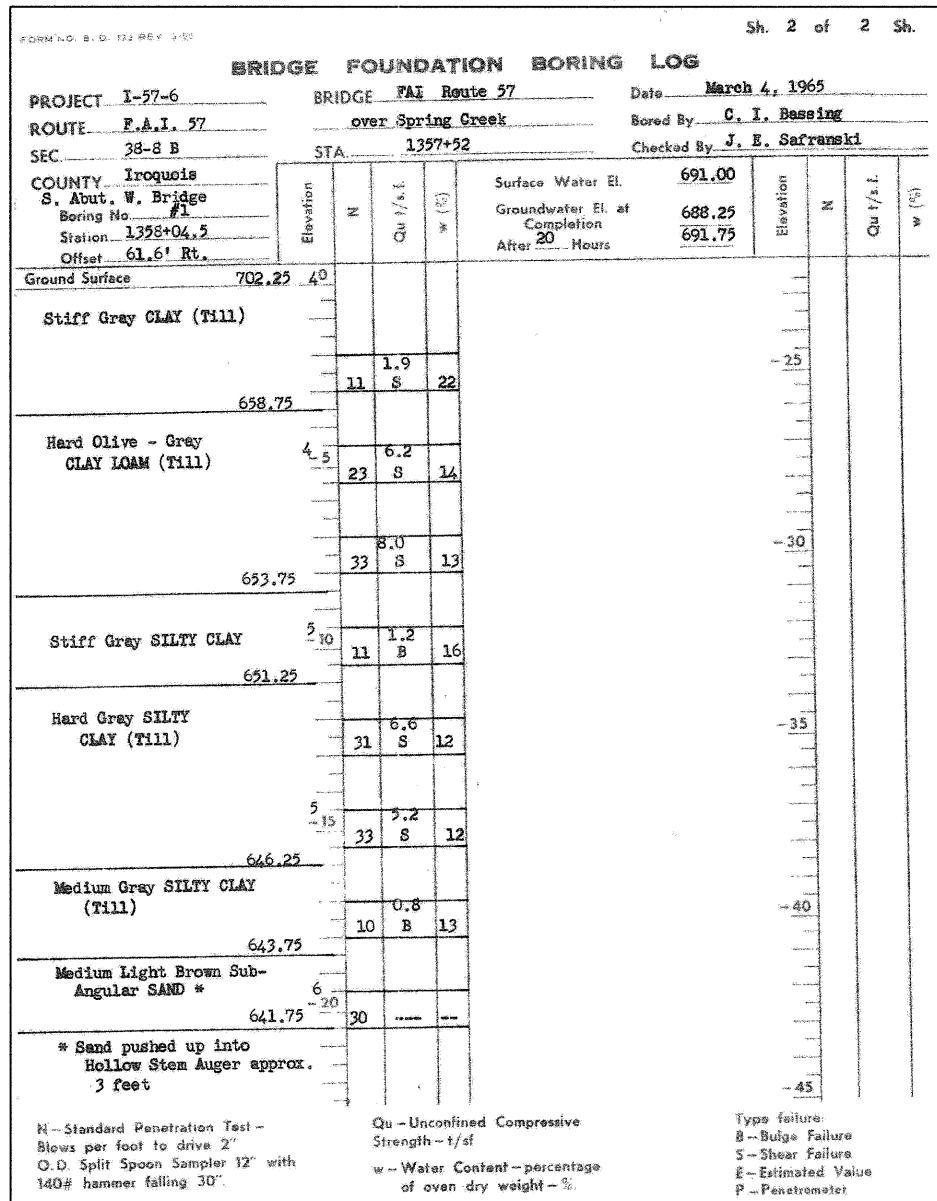 Sh. 2 of 2 Sh.
FORM NO. B. D. 
BRIDGE FOUNDATION BORING LOG
PROJECT I-57-6 BRIDGE FAI Route 57 Date March 4, 1965
ROUTE F.A.I. 57 over Spring Creek Bored By C. I. Bassing
SEC. 38-8 B STA. 1357+52 Checked By J. E. Safranski
COUNTY Iroquois
S. Abut. W. Bridge
Boring No. #1
Station 1358+04.5
Offset 61.6' Rt.
Elevation N Qu t/s.f. w (%)
Surface Water El. 691.00
Groundwater El. at
Completion 688.25
After 20 Hours 691.75
Elevation N Qu t/s.f. w (%)
Ground Surface 702.25 40
Stiff Gray CLAY (Till)
-25
1.9
11 S 22
658.75
Hard Olive - Gray
CLAY LOAM (Till)
4-5 6.2
23 S 14
-30
8.0
33 S 13
653.75
Stiff Gray SILTY CLAY
5-10 1.2
11 B 16
651.25
Hard Gray SILTY
CLAY (Till)
-35
6.6
31 S 12
5-15 5.2
33 S 12
646.25
Medium Gray SILTY CLAY
(Till)
-40
0.8
10 B 13
643.75
Medium Light Brown Sub-
Angular SAND *
6-20
641.75 30 ---- --
* Sand pushed up into
Hollow Stem Auger approx.
3 feet
-45
N - Standard Penetration Test -
Blows per foot to drive 2"
O.D. Split Spoon Sampler 12" with
140# hammer falling 30".
Qu - Unconfined Compressive
Strength - t/sf
w - Water Content - percentage
of oven dry weight - %.
Type failure:
B - Bulge Failure
S - Shear Failure
E - Estimated Value
P - Penetrometer